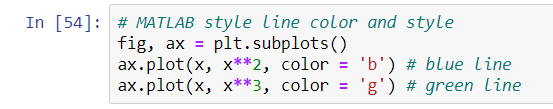 In [54]: # MATLAB style line color and style
fig, ax = plt.subplots()
ax.plot(x, x**2, color = 'b') # blue line
ax.plot(x, x**3, color = 'g') # green line